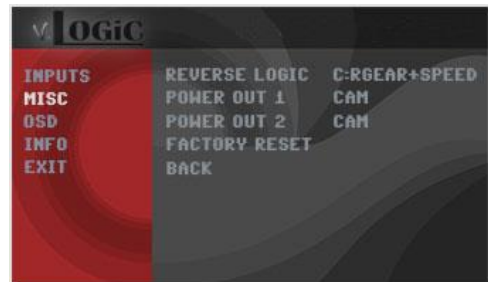 V.LOGiC
INPUTS
MISC
OSD
INFO
EXIT
REVERSE LOGIC C:RGEAR+SPEED
POWER OUT 1 CAM
POWER OUT 2 CAM
FACTORY RESET
BACK